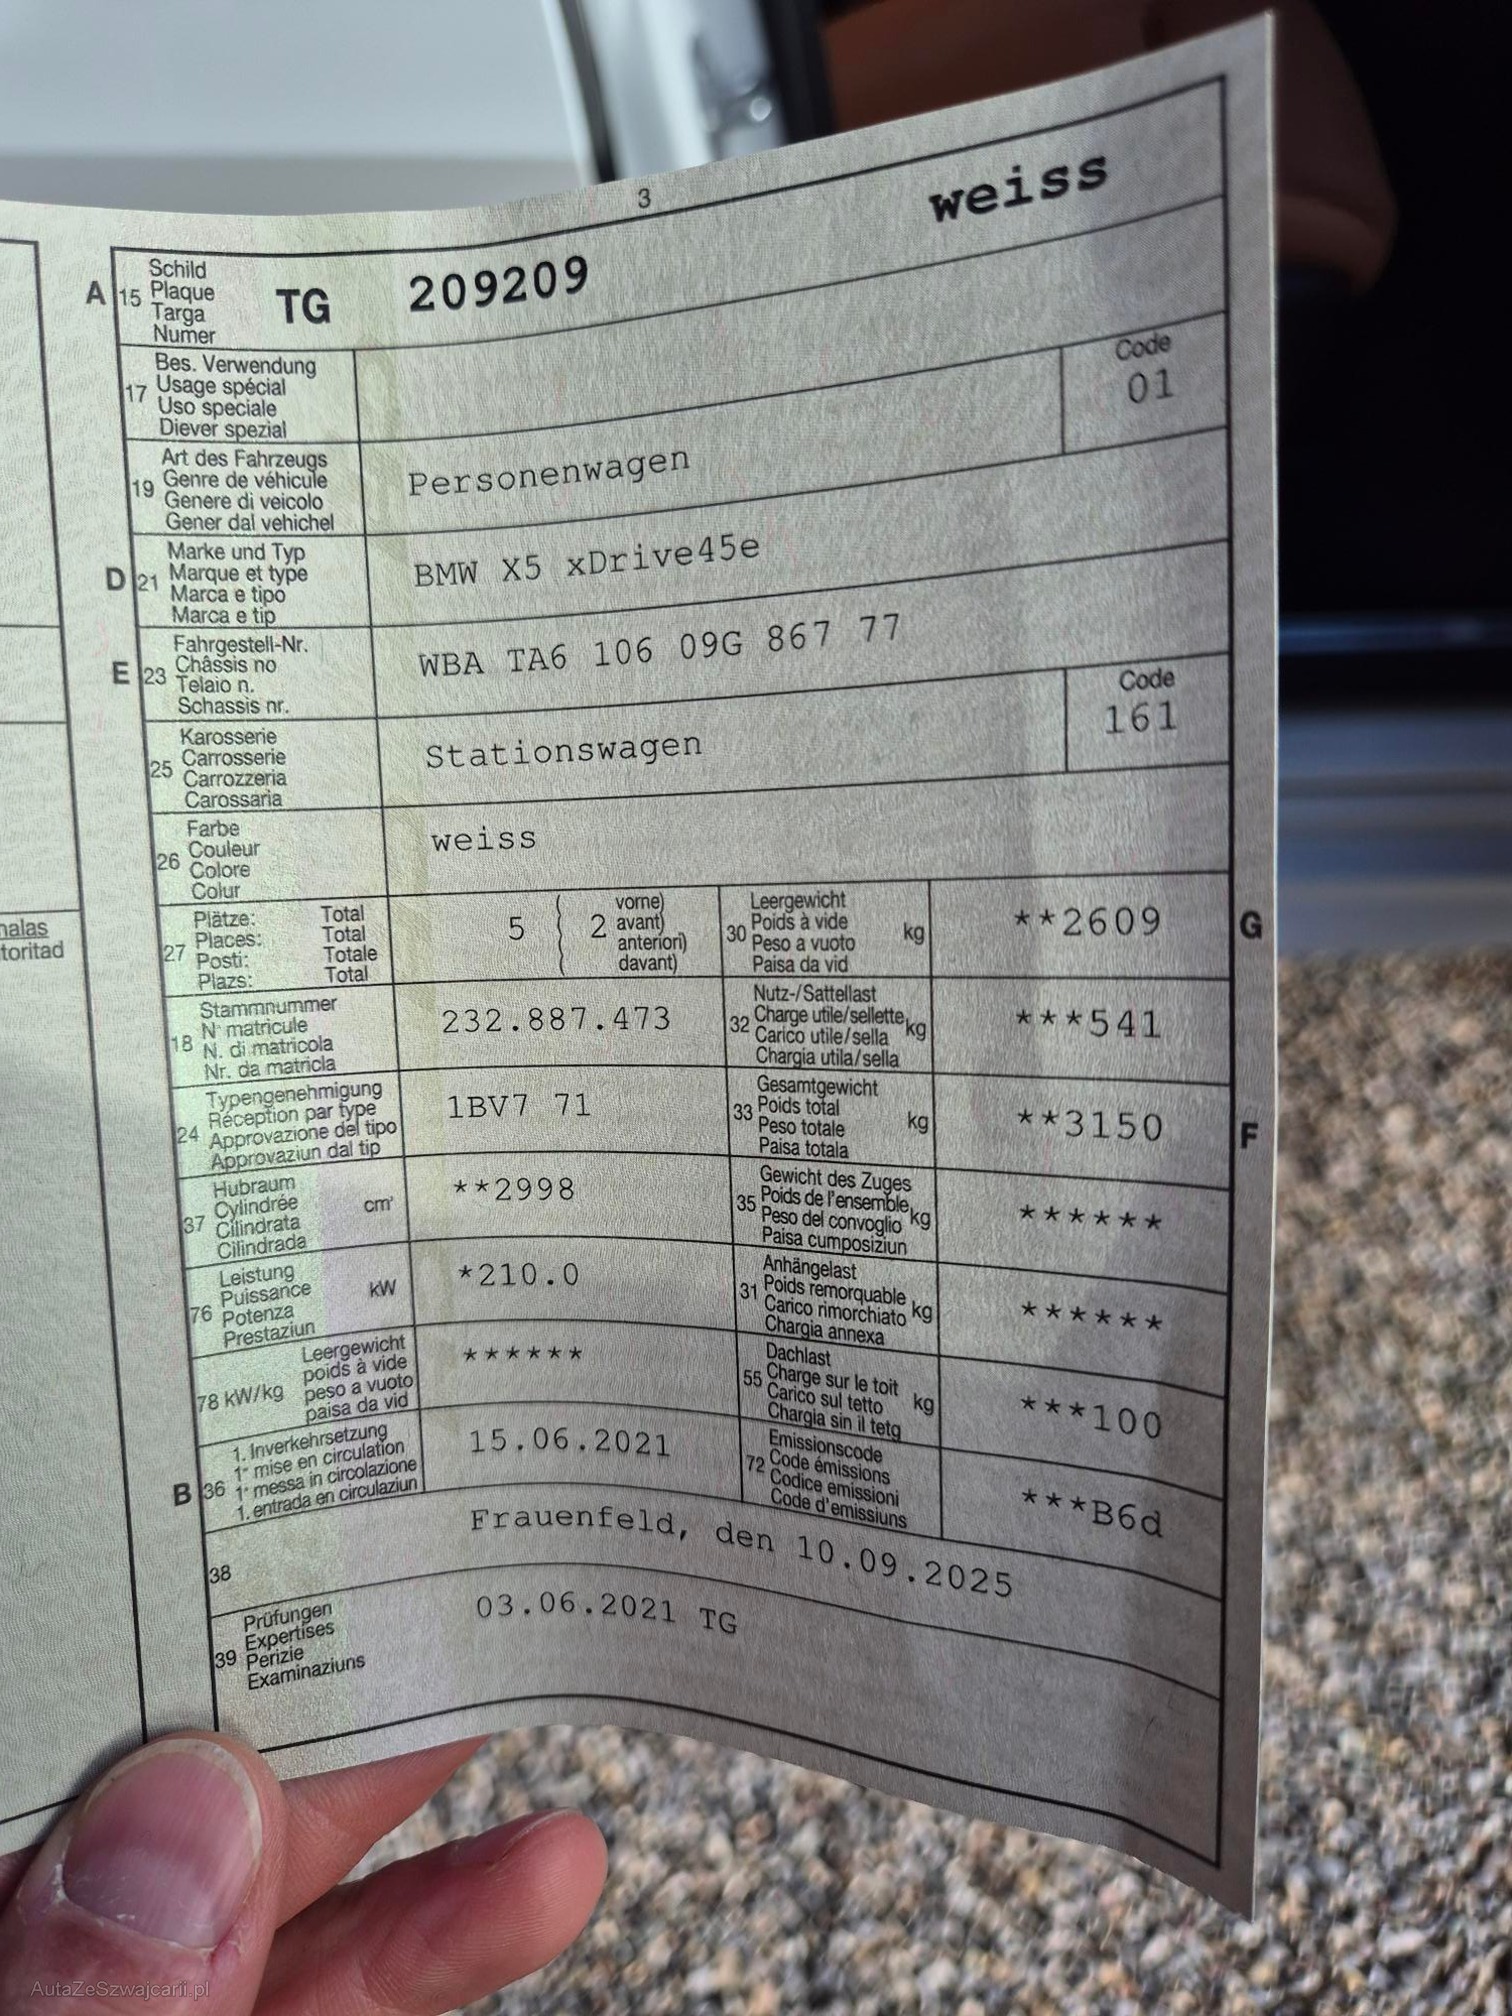 3
weiss
A 15 Schild
Plaque
Targa
Numer
TG 209209
17 Bes. Verwendung
Usage spécial
Uso speciale
Diever spezial
Code
01
19 Art des Fahrzeugs
Genre de véhicule
Genere di veicolo
Gener dal vehichel
Personenwagen
D 21 Marke und Typ
Marque et type
Marca e tipo
Marca e tip
BMW X5 xDrive45e
E 23 Fahrgestell-Nr.
Châssis no
Telaio n.
Schassis nr.
WBA TA6 106 09G 867 77
25 Karosserie
Carrosserie
Carrozzeria
Carossaria
Stationswagen
Code
161
26 Farbe
Couleur
Colore
Colur
weiss
27 Plätze: Total
Places: Total
Posti: Totale
Plazs: Total
5 ( 2 vorne)
avant)
anteriori)
davant)
30 Leergewicht
Poids à vide
Peso a vuoto
Paisa da vid
kg
**2609
G
18 Stammnummer
N° matricule
N. di matricola
Nr. da matricla
232.887.473
32 Nutz-/Sattellast
Charge utile/sellette
Carico utile/sella
Chargia utila/sella
kg
***541
24 Typengenehmigung
Réception par type
Approvazione del tipo
Approvaziun dal tip
1BV7 71
33 Gesamtgewicht
Poids total
Peso totale
Paisa totala
kg
**3150
F
37 Hubraum
Cylindrée
Cilindrata
Cilindrada
cm³
**2998
35 Gewicht des Zuges
Poids de l'ensemble
Peso del convoglio
Paisa cumposiziun
kg
******
76 Leistung
Puissance
Potenza
Prestaziun
kW
*210.0
31 Anhängelast
Poids remorquable
Carico rimorchiato
Chargia annexa
kg
******
78 kW/kg Leergewicht
poids à vide
peso a vuoto
paisa da vid
******
55 Dachlast
Charge sur le toit
Carico sul tetto
Chargia sin il tetg
kg
***100
B 36 1. Inverkehrsetzung
1re mise en circulation
1a messa in circolazione
1. entrada en circulaziun
15.06.2021
72 Emissionscode
Code émissions
Codice emissioni
Code d'emissiuns
***B6d
38
Frauenfeld, den 10.09.2025
39 Prüfungen
Expertises
Perizie
Examinaziuns
03.06.2021 TG
toritad
AutaZeSzwajcarii.pl